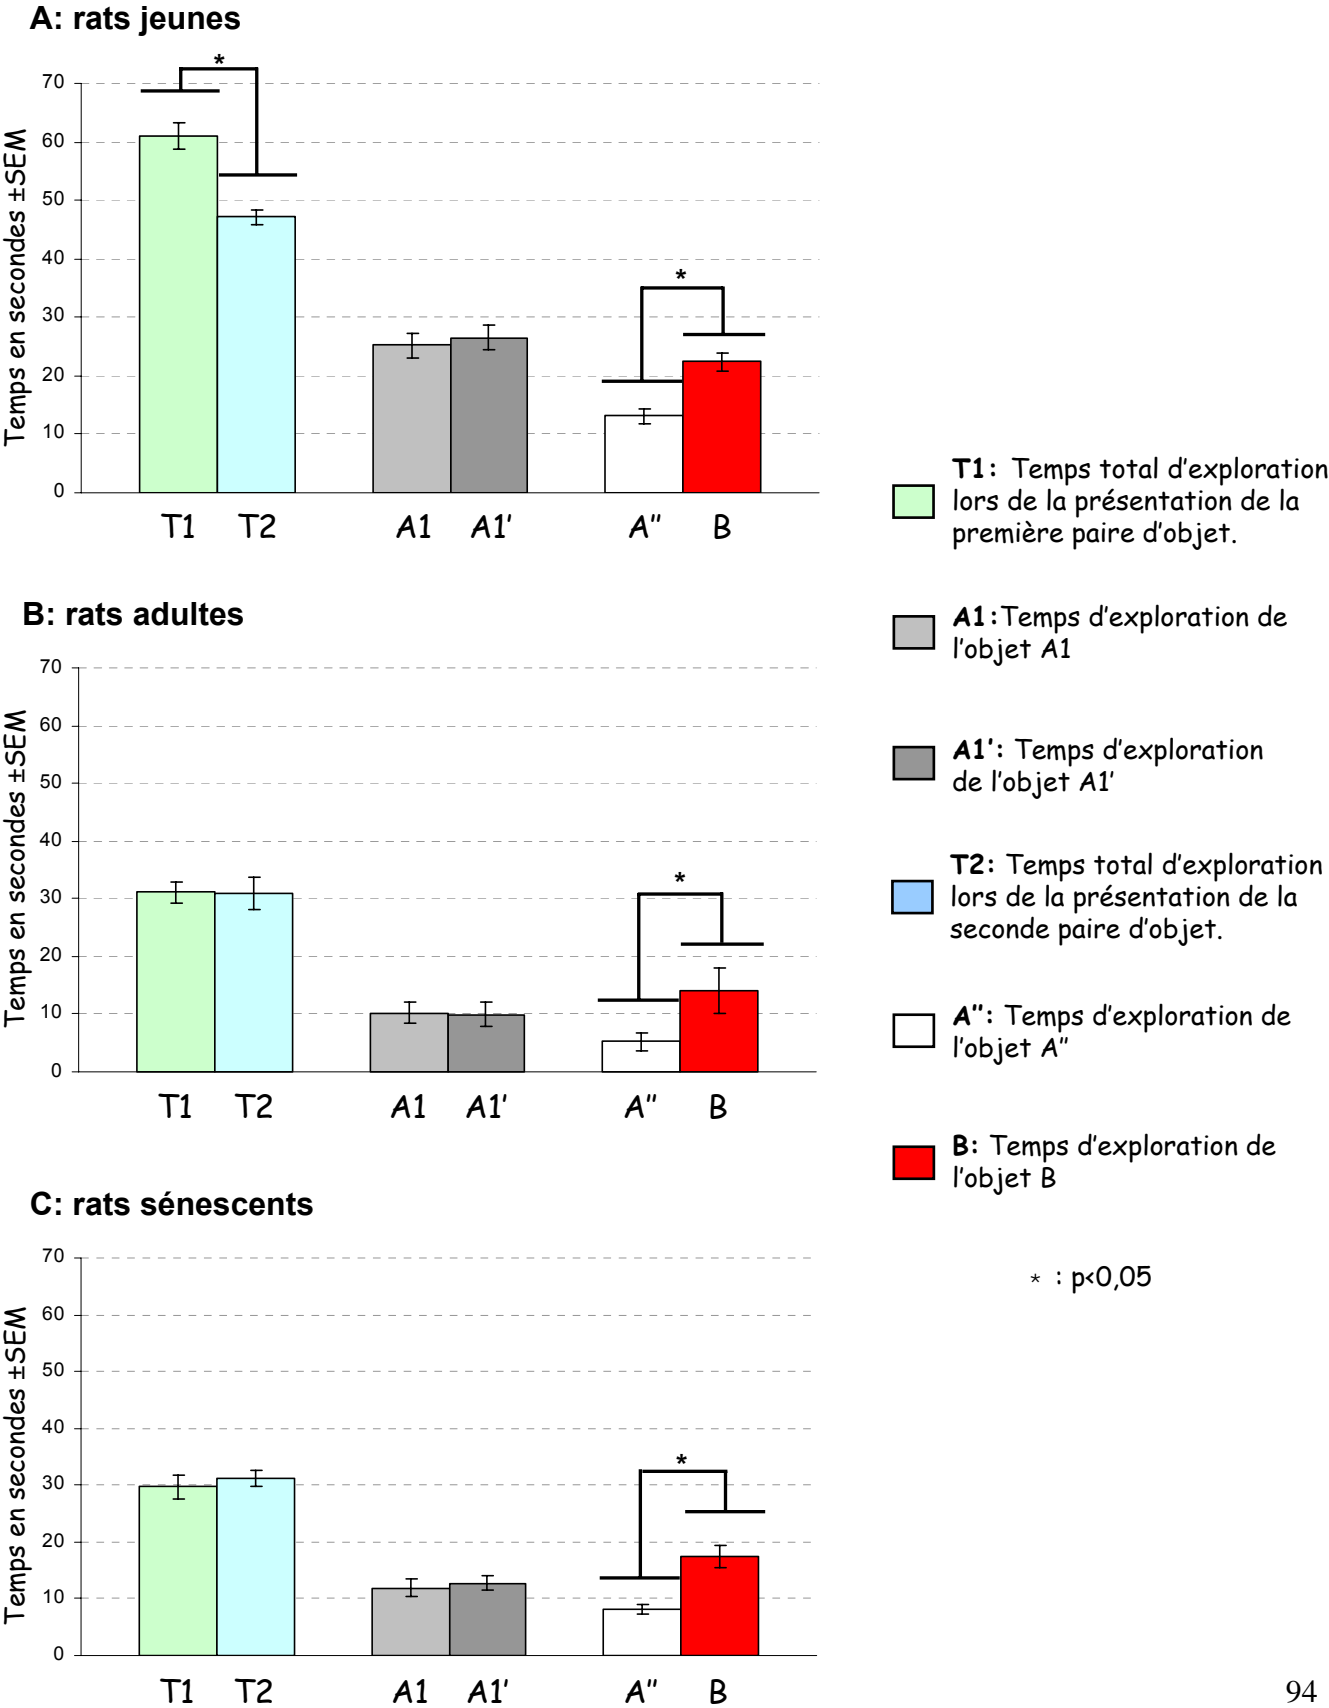 A: rats jeunes
*
*
70
60
50
40
30
20
10
0
Temps en secondes ±SEM
T1 T2 A1 A1' A'' B
B: rats adultes
*
70
60
50
40
30
20
10
0
Temps en secondes ±SEM
T1 T2 A1 A1' A'' B
C: rats sénescents
*
70
60
50
40
30
20
10
0
Temps en secondes ±SEM
T1 T2 A1 A1' A'' B
T1: Temps total d'exploration
lors de la présentation de la
première paire d'objet.
A1:Temps d'exploration de
l'objet A1
A1': Temps d'exploration
de l'objet A1'
T2: Temps total d'exploration
lors de la présentation de la
seconde paire d'objet.
A'': Temps d'exploration de
l'objet A''
B: Temps d'exploration de
l'objet B
* : p<0,05
94